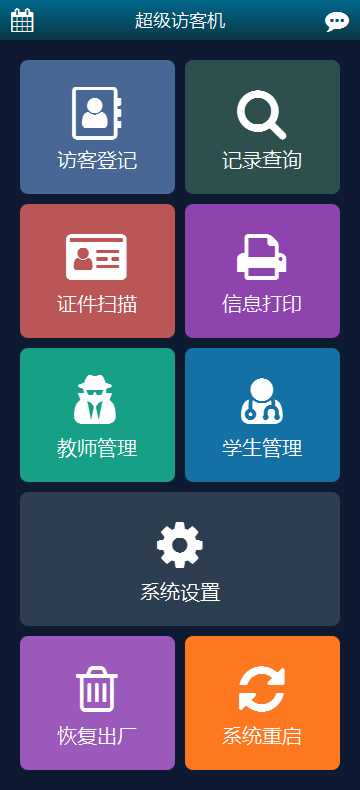 超级访客机
访客登记
记录查询
证件扫描
信息打印
教师管理
学生管理
系统设置
恢复出厂
系统重启